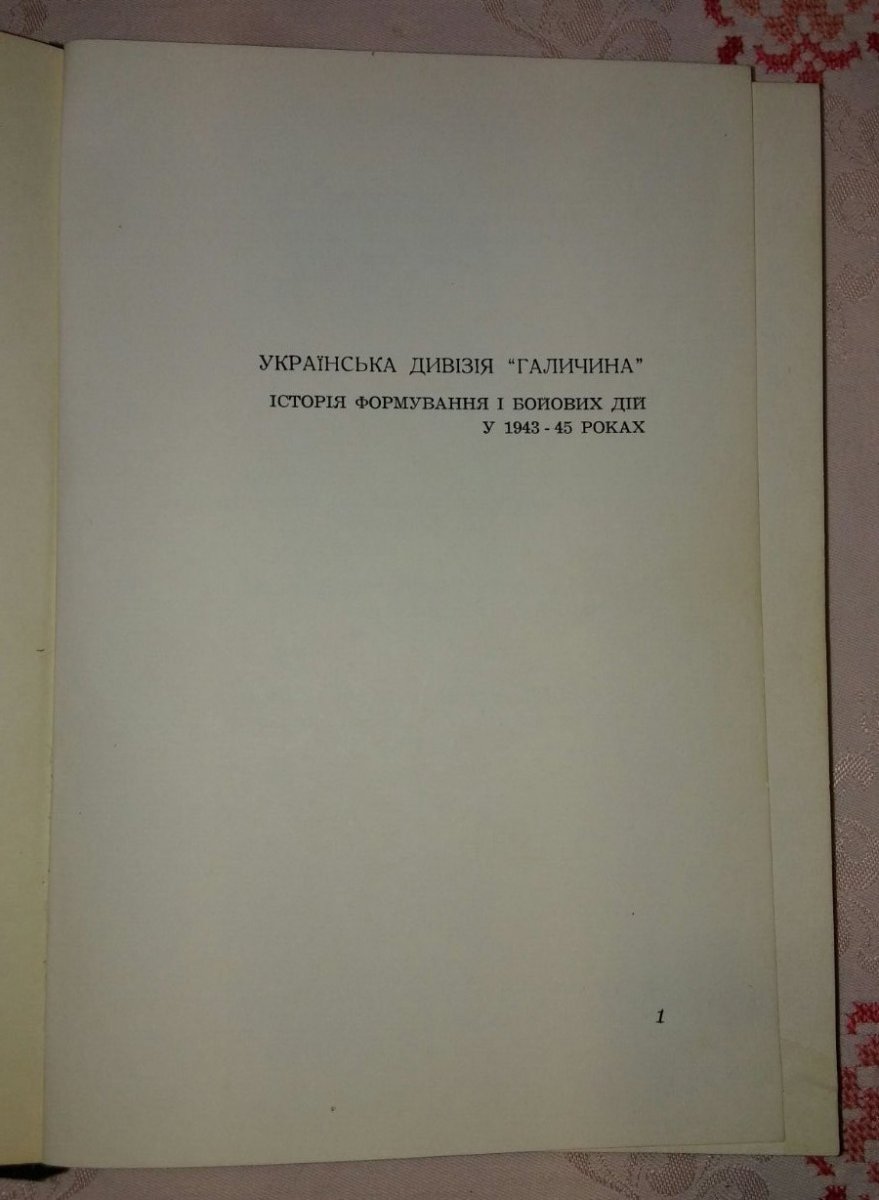 УКРАЇНСЬКА ДИВІЗІЯ “ГАЛИЧИНА”
ІСТОРІЯ ФОРМУВАННЯ І БОЙОВИХ ДІЙ
У 1943 - 45 РОКАХ
1